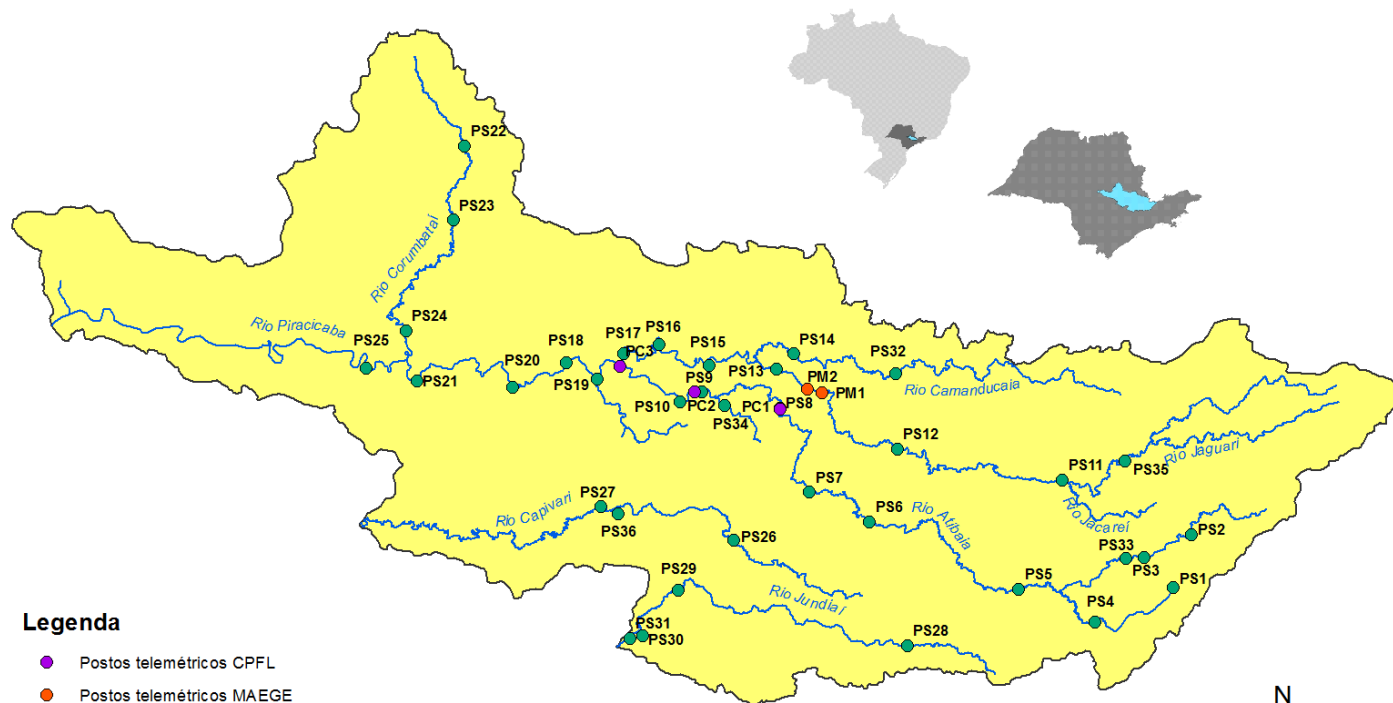 PS22
PS23
Rio Corumbataí
Rio Piracicaba
PS24
PS25
PS21
PS20
PS18
PS19
PS17
PC3
PS16
PS15
PS14
PS13
PS32
Rio Camanducaia
PM2
PM1
PS9
PS10
PC2
PS34
PC1
PS8
PS12
PS11
PS35
Rio Jaguari
Rio Jacareí
PS7
PS6
Rio Atibaia
PS2
PS33
PS3
PS1
PS5
PS4
PS27
Rio Capivari
PS36
PS26
PS29
Rio Jundiaí
PS28
PS31
PS30
Legenda
Postos telemétricos CPFL
Postos telemétricos MAEGE
N